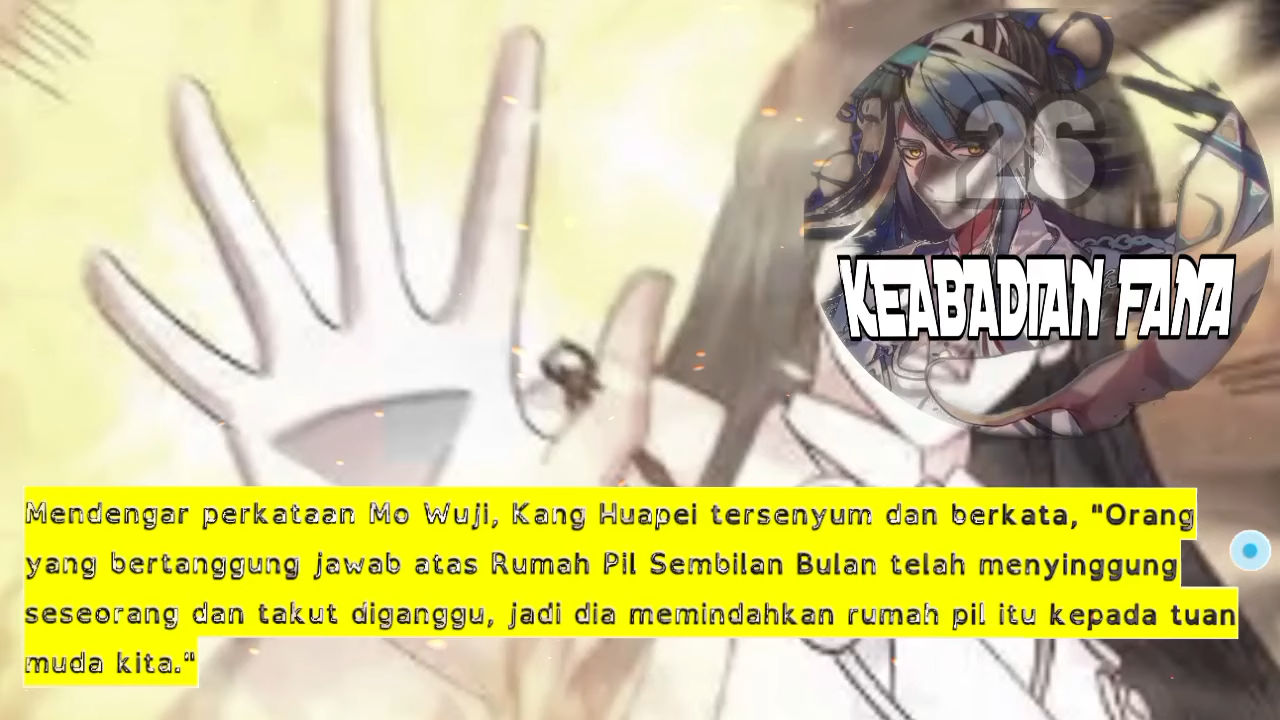 26
KEABADIAN FANA
Mendengar perkataan Mo Wuji, Kang Huapei tersenyum dan berkata, "Orang
yang bertanggung jawab atas Rumah Pil Sembilan Bulan telah menyinggung
seseorang dan takut diganggu, jadi dia memindahkan rumah pil itu kepada tuan
muda kita."